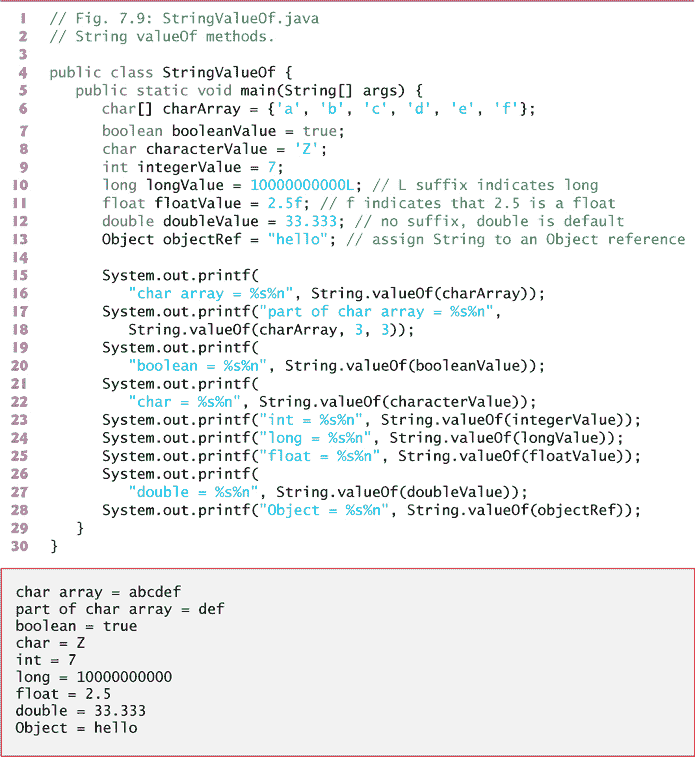 1 // Fig. 7.9: StringValueOf.java
2 // String valueOf methods.
3
4 public class StringValueOf {
5    public static void main(String[] args) {
6       char[] charArray = {'a', 'b', 'c', 'd', 'e', 'f'};
7       boolean booleanValue = true;
8       char characterValue = 'Z';
9       int integerValue = 7;
10       long longValue = 10000000000L; // L suffix indicates long
11       float floatValue = 2.5f; // f indicates that 2.5 is a float
12       double doubleValue = 33.333; // no suffix, double is default
13       Object objectRef = "hello"; // assign String to an Object reference
14
15       System.out.printf(
16          "char array = %s%n", String.valueOf(charArray));
17       System.out.printf("part of char array = %s%n",
18          String.valueOf(charArray, 3, 3));
19       System.out.printf(
20          "boolean = %s%n", String.valueOf(booleanValue));
21       System.out.printf(
22          "char = %s%n", String.valueOf(characterValue));
23       System.out.printf("int = %s%n", String.valueOf(integerValue));
24       System.out.printf("long = %s%n", String.valueOf(longValue));
25       System.out.printf("float = %s%n", String.valueOf(floatValue));
26       System.out.printf(
27          "double = %s%n", String.valueOf(doubleValue));
28       System.out.printf("Object = %s%n", String.valueOf(objectRef));
29    }
30 }
char array = abcdef
part of char array = def
boolean = true
char = Z
int = 7
long = 10000000000
float = 2.5
double = 33.333
Object = hello